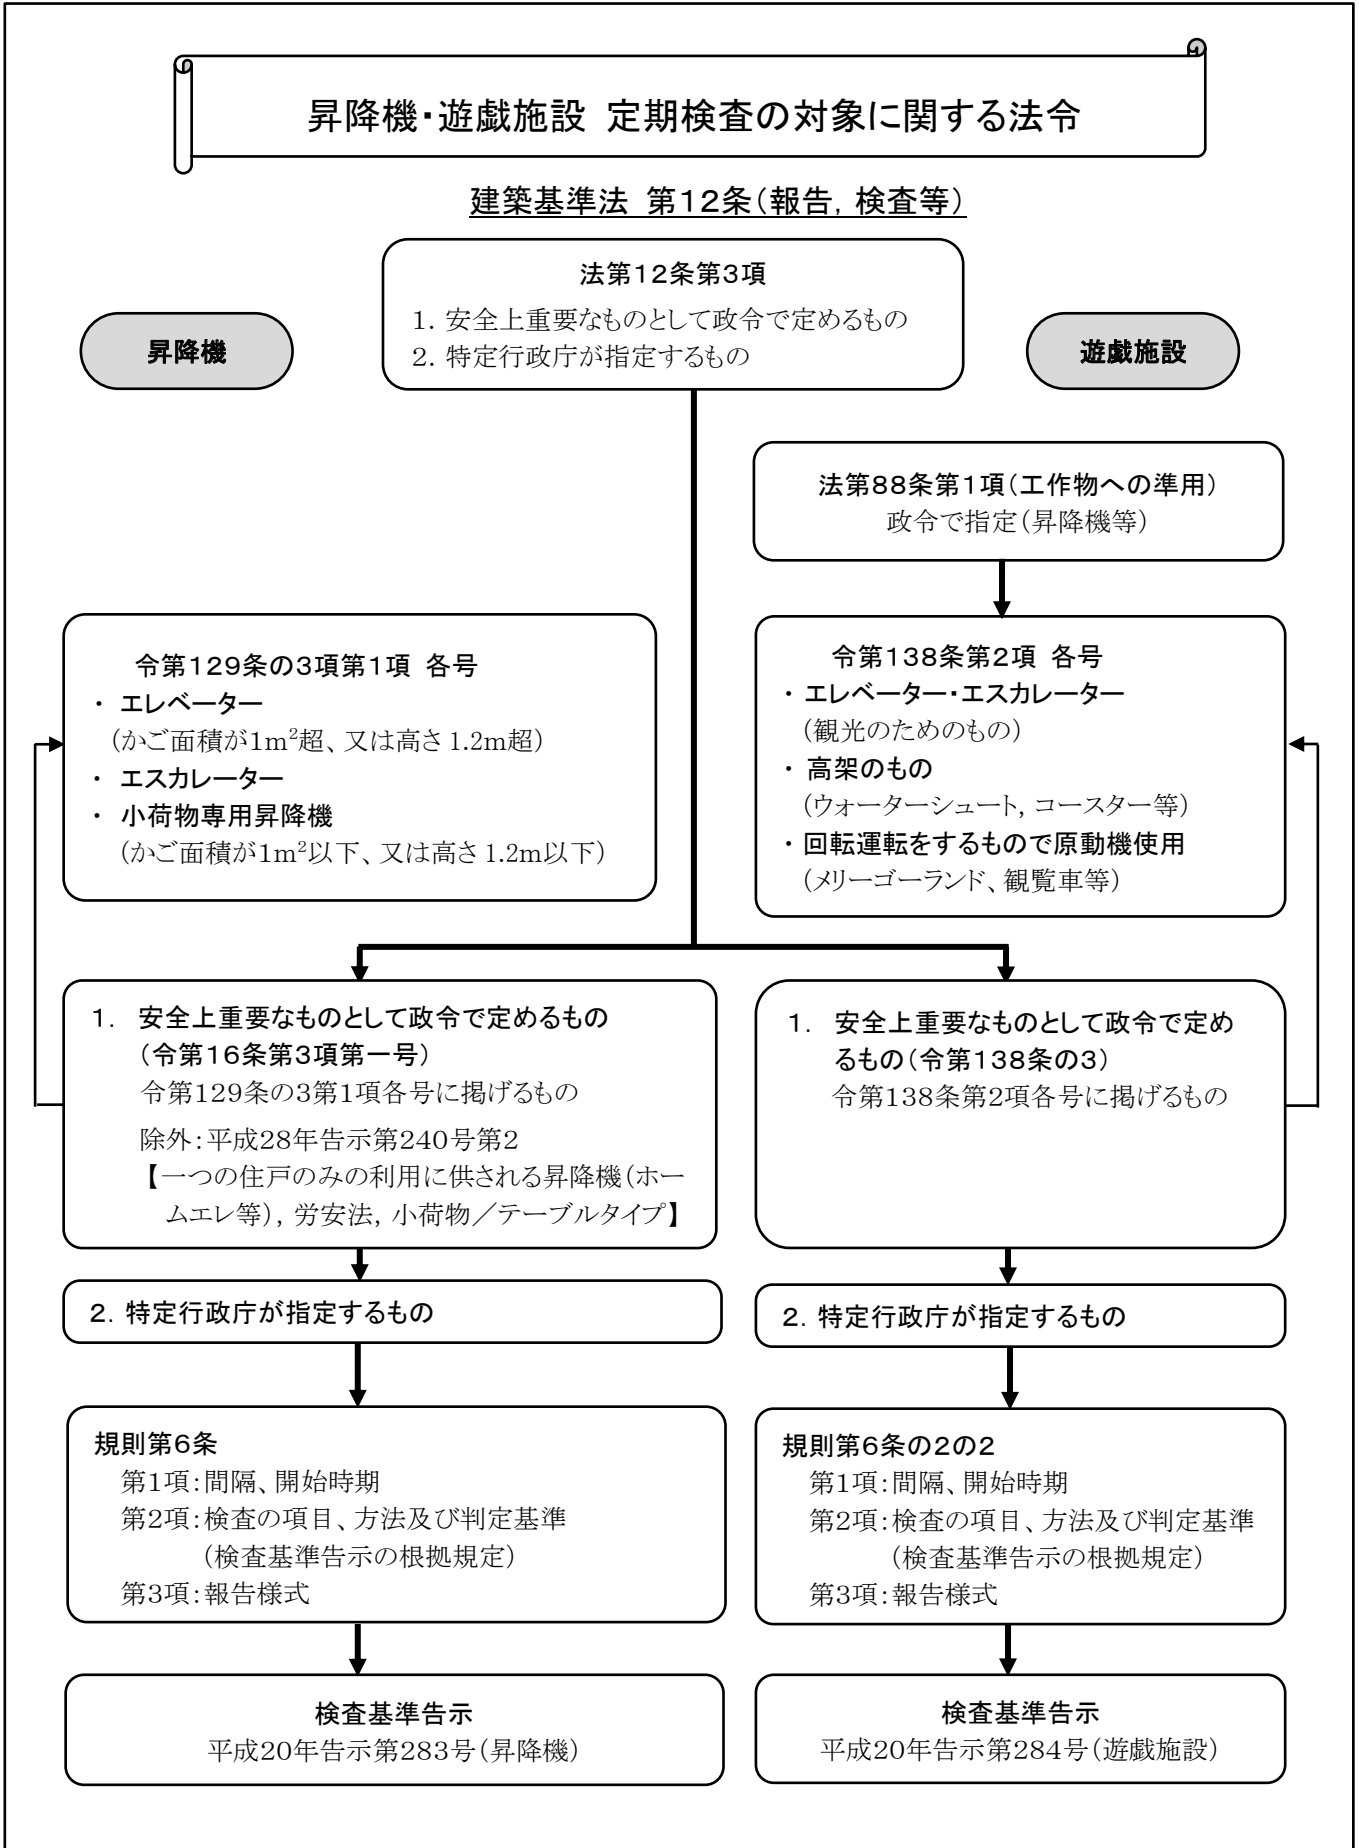 昇降機・遊戯施設 定期検査の対象に関する法令
建築基準法 第12条(報告, 検査等)
法第12条第3項
1. 安全上重要なものとして政令で定めるもの
2. 特定行政庁が指定するもの
昇降機
遊戯施設
法第88条第1項(工作物への準用)
政令で指定(昇降機等)
令第129条の3項第1項 各号
・ エレベーター
(かご面積が1m²超、又は高さ1.2m超)
・ エスカレーター
・ 小荷物専用昇降機
(かご面積が1m²以下、又は高さ1.2m以下)
令第138条第2項 各号
・ エレベーター・エスカレーター
(観光のためのもの)
・ 高架のもの
(ウォーターシュート, コースター等)
・ 回転運転をするもので原動機使用
(メリーゴーランド、観覧車等)
1. 安全上重要なものとして政令で定めるもの
(令第16条第3項第一号)
令第129条の3第1項各号に掲げるもの
除外:平成28年告示第240号第2
【一つの住戸のみの利用に供される昇降機(ホー
ムエレ等), 労安法, 小荷物/テーブルタイプ】
1. 安全上重要なものとして政令で定め
るもの(令第138条の3)
令第138条第2項各号に掲げるもの
2. 特定行政庁が指定するもの
2. 特定行政庁が指定するもの
規則第6条
第1項:間隔、開始時期
第2項:検査の項目、方法及び判定基準
(検査基準告示の根拠規定)
第3項:報告様式
規則第6条の2の2
第1項:間隔、開始時期
第2項:検査の項目、方法及び判定基準
(検査基準告示の根拠規定)
第3項:報告様式
検査基準告示
平成20年告示第283号(昇降機)
検査基準告示
平成20年告示第284号(遊戯施設)